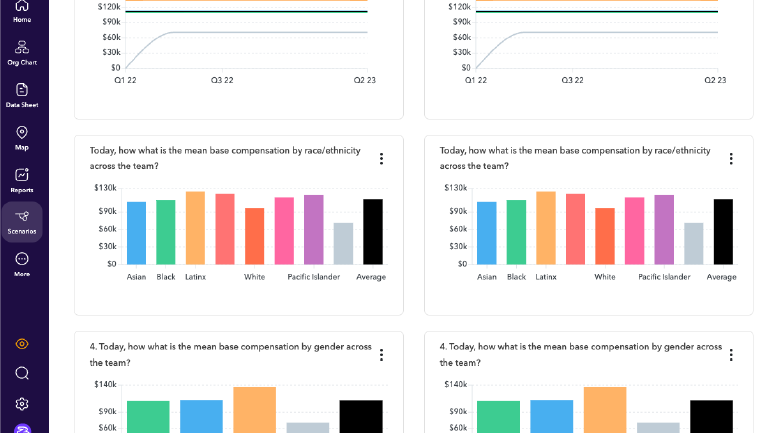 Home
Org Chart
Data Sheet
Map
Reports
Scenarios
More
$120k
$90k
$60k
$30k
$0
Q1 22 Q3 22 Q2 23
$120k
$90k
$60k
$30k
$0
Q1 22 Q3 22 Q2 23
Today, how what is the mean base compensation by race/ethnicity
across the team?
$130k
$90k
$60k
$30k
$0
Asian Black Latinx White Pacific Islander Average
Today, how what is the mean base compensation by race/ethnicity
across the team?
$130k
$90k
$60k
$30k
$0
Asian Black Latinx White Pacific Islander Average
4. Today, how what is the mean base compensation by gender across
the team?
$140k
$90k
$60k
4. Today, how what is the mean base compensation by gender across
the team?
$140k
$90k
$60k